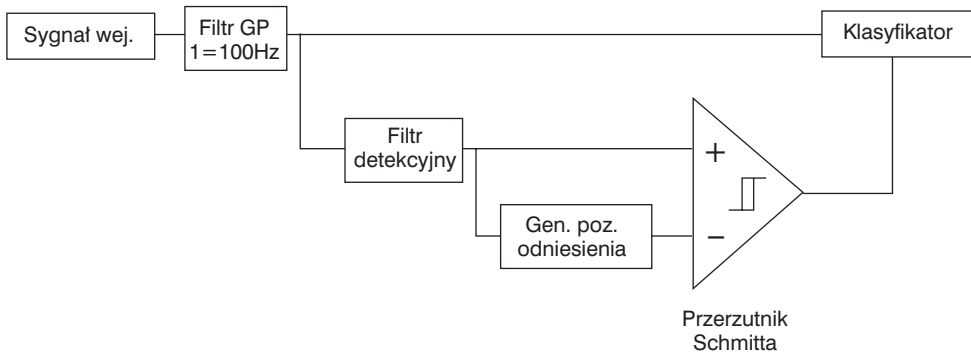 Sygnał wej.
Filtr GP
1=100Hz
Klasyfikator
Filtr
detekcyjny
+
Gen. poz.
odniesienia
−
Przerzutnik
Schmitta